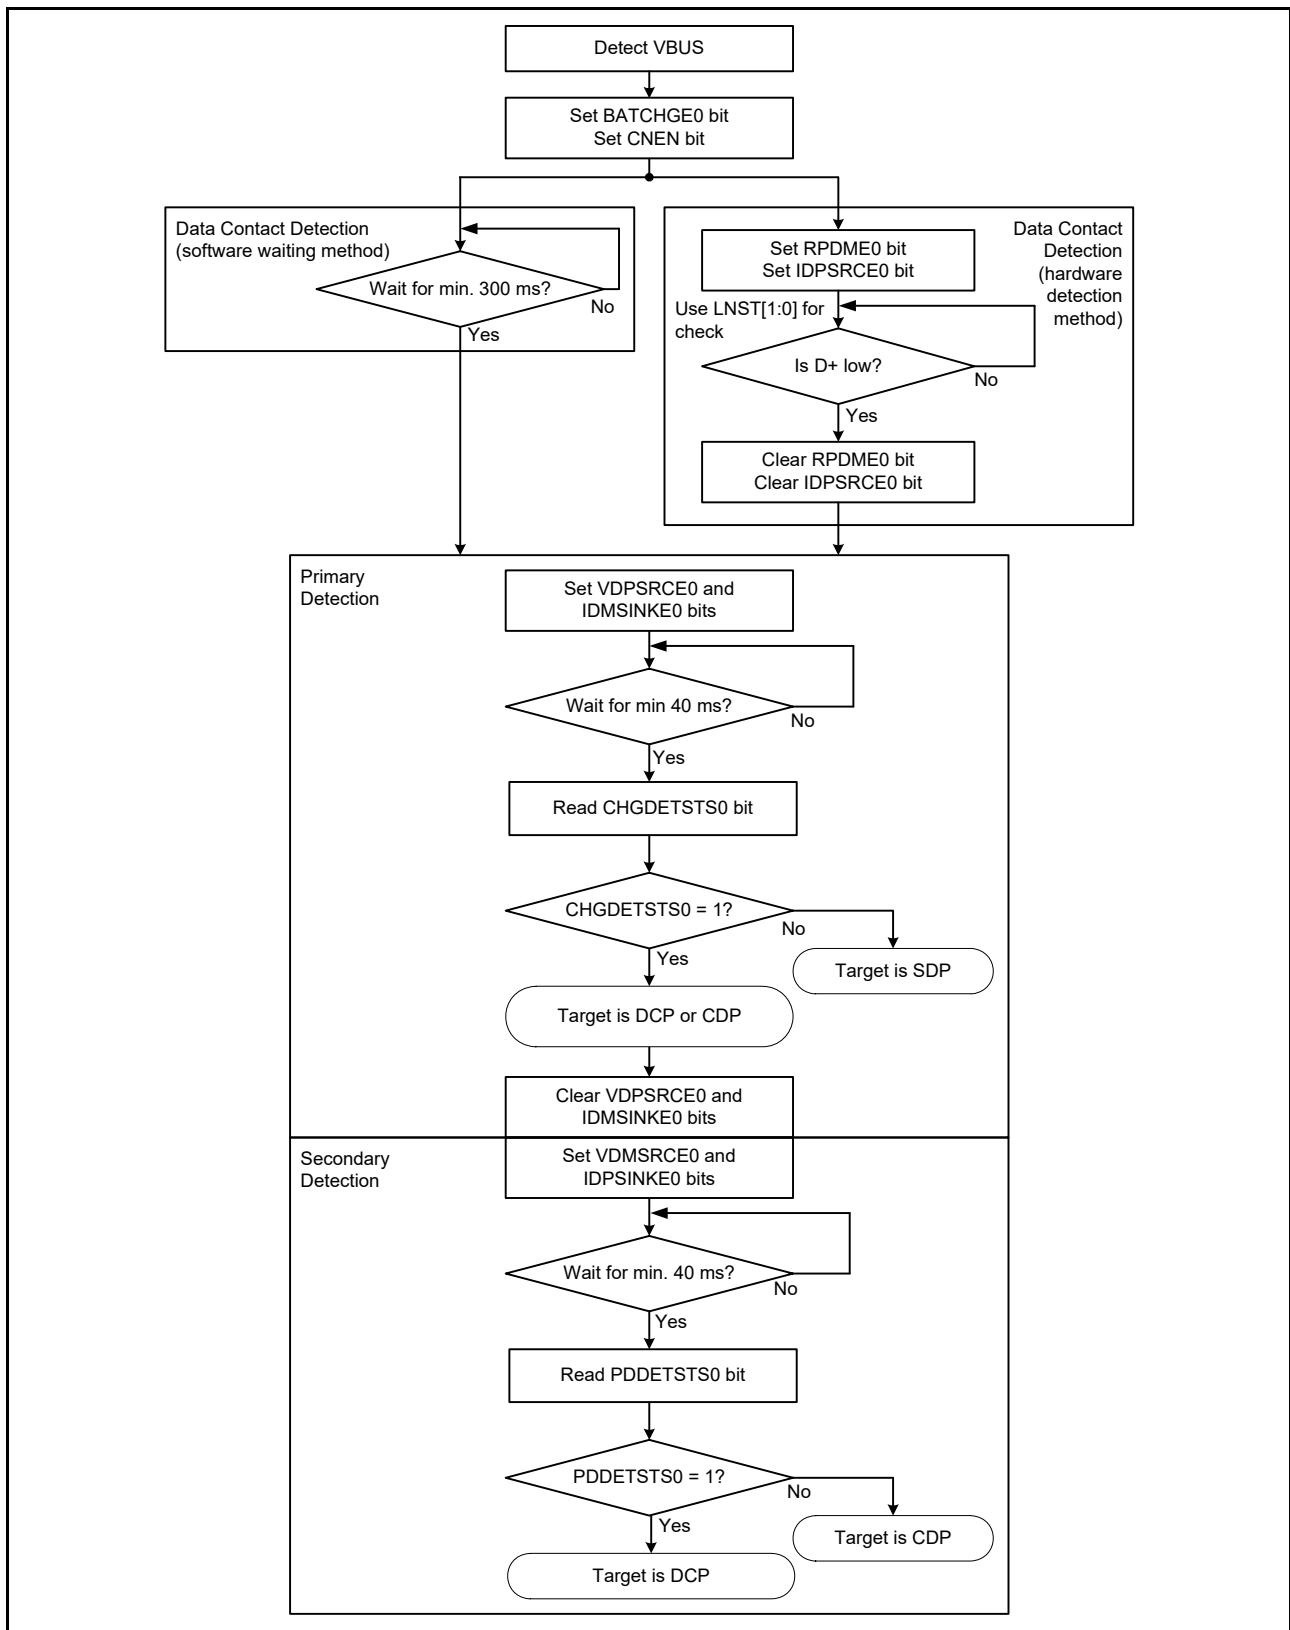 Detect VBUS
Set BATCHGE0 bit
Set CNEN bit
Data Contact Detection
(software waiting method)
Wait for min. 300 ms?
No
Yes
Data Contact
Detection
(hardware
detection
method)
Set RPDME0 bit
Set IDPSRCE0 bit
Use LNST[1:0] for
check
Is D+ low?
No
Yes
Clear RPDME0 bit
Clear IDPSRCE0 bit
Primary
Detection
Set VDPSRCE0 and
IDMSINKE0 bits
Wait for min 40 ms?
No
Yes
Read CHGDETSTS0 bit
CHGDETSTS0 = 1?
No
Yes
Target is SDP
Target is DCP or CDP
Clear VDPSRCE0 and
IDMSINKE0 bits
Secondary
Detection
Set VDMSRCE0 and
IDPSINKE0 bits
Wait for min. 40 ms?
No
Yes
Read PDDETSTS0 bit
PDDETSTS0 = 1?
No
Yes
Target is CDP
Target is DCP